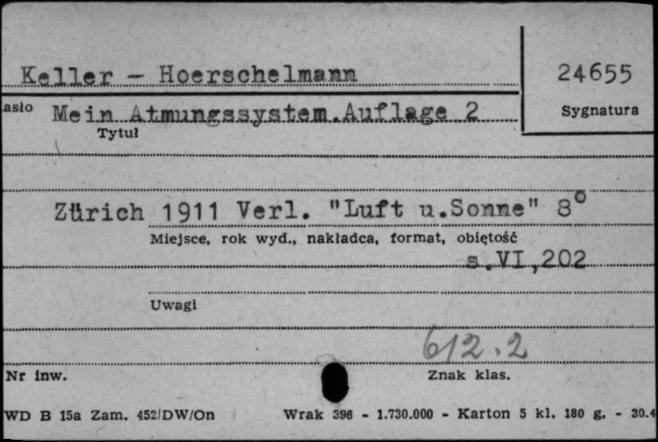 Keller - Hoerschelmann
24655
asło Mein Atmungssystem.Auflage 2
Tytuł
Sygnatura
Zürich 1911 Verl. "Luft u.Sonne" 8°
Miejsce, rok wyd., nakładca, format, obiętość
s.VI,202
Uwagi
612.2
Nr inw.
Znak klas.
WD B 15a Zam. 452/DW/On Wrak 396 - 1.730.000 - Karton 5 kl. 180 g. - 30.4